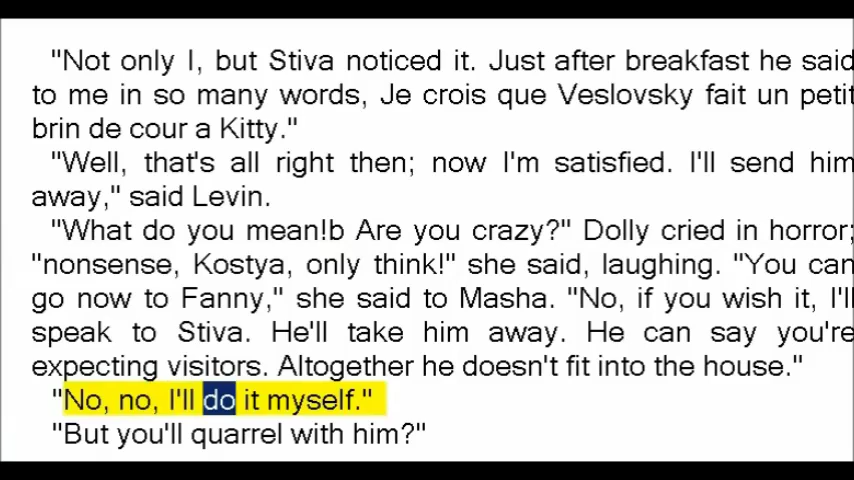 "Not only I, but Stiva noticed it. Just after breakfast he said
to me in so many words, Je crois que Veslovsky fait un petit
brin de cour a Kitty."
"Well, that's all right then; now I'm satisfied. I'll send him
away," said Levin.
"What do you mean!b Are you crazy?" Dolly cried in horror;
"nonsense, Kostya, only think!" she said, laughing. "You can
go now to Fanny," she said to Masha. "No, if you wish it, I'll
speak to Stiva. He'll take him away. He can say you're
expecting visitors. Altogether he doesn't fit into the house."
"No, no, I'll do it myself."
"But you'll quarrel with him?"